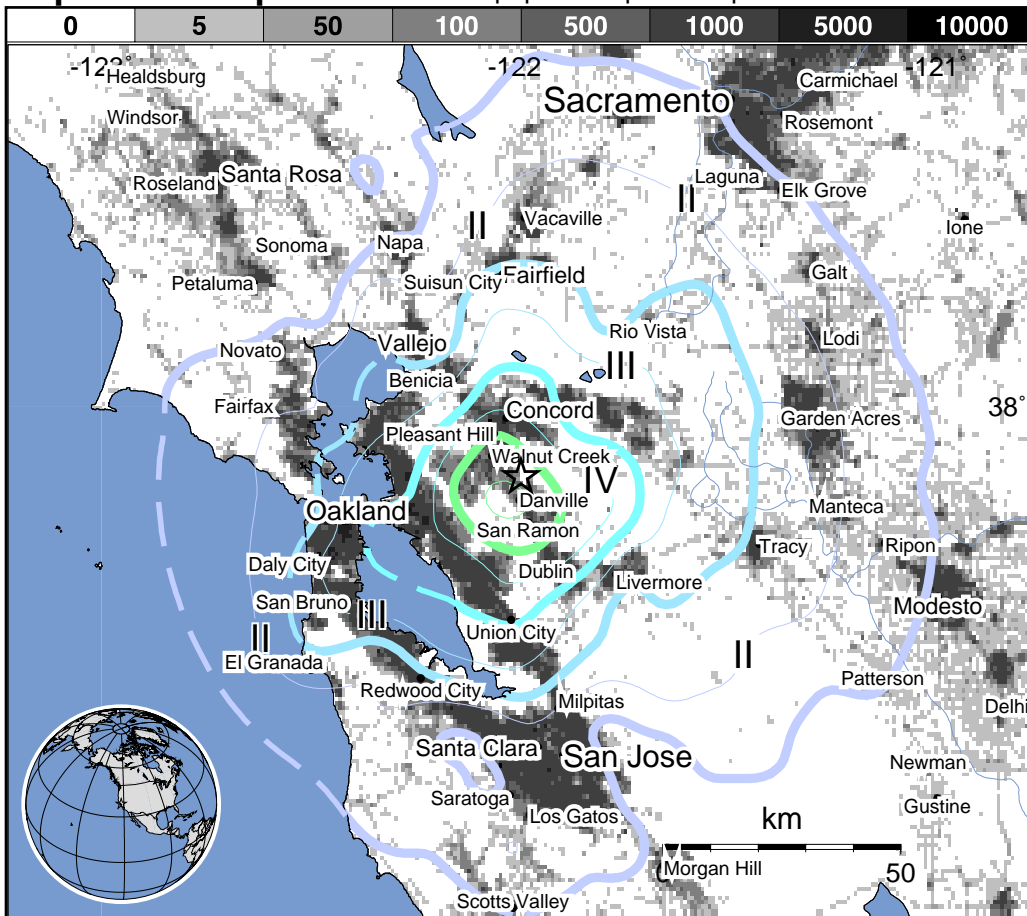 0 5 50 100 500 1000 5000 10000
-122° -121°
Healdsburg
Carmichael
Sacramento
Windsor
Rosemont
Santa Rosa
Laguna
Roseland
Elk Grove
II
II
Vacaville
Ione
Napa
Sonoma
Galt
Petaluma
Suisun City
Fairfield
Rio Vista
Lodi
Vallejo
Novato
III
Benicia
38°
Fairfax
Concord
Garden Acres
Pleasant Hill
Walnut Creek
IV
Danville
Oakland
Manteca
San Ramon
Tracy
Ripon
Daly City
Dublin
Livermore
San Bruno
Modesto
III
Union City
II
II
El Granada
Patterson
Redwood City
Milpitas
Delhi
Santa Clara
San Jose
Newman
Saratoga
Gustine
Los Gatos
km
Morgan Hill
50
Scotts Valley